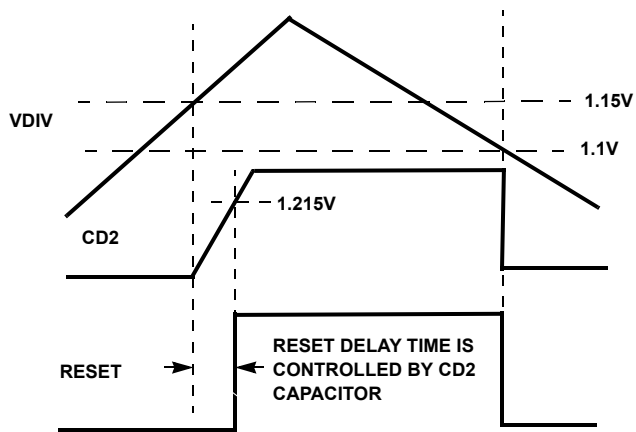 1.15V
VDIV
1.1V
1.215V
CD2
RESET DELAY TIME IS
RESET
CONTROLLED BY CD2
CAPACITOR